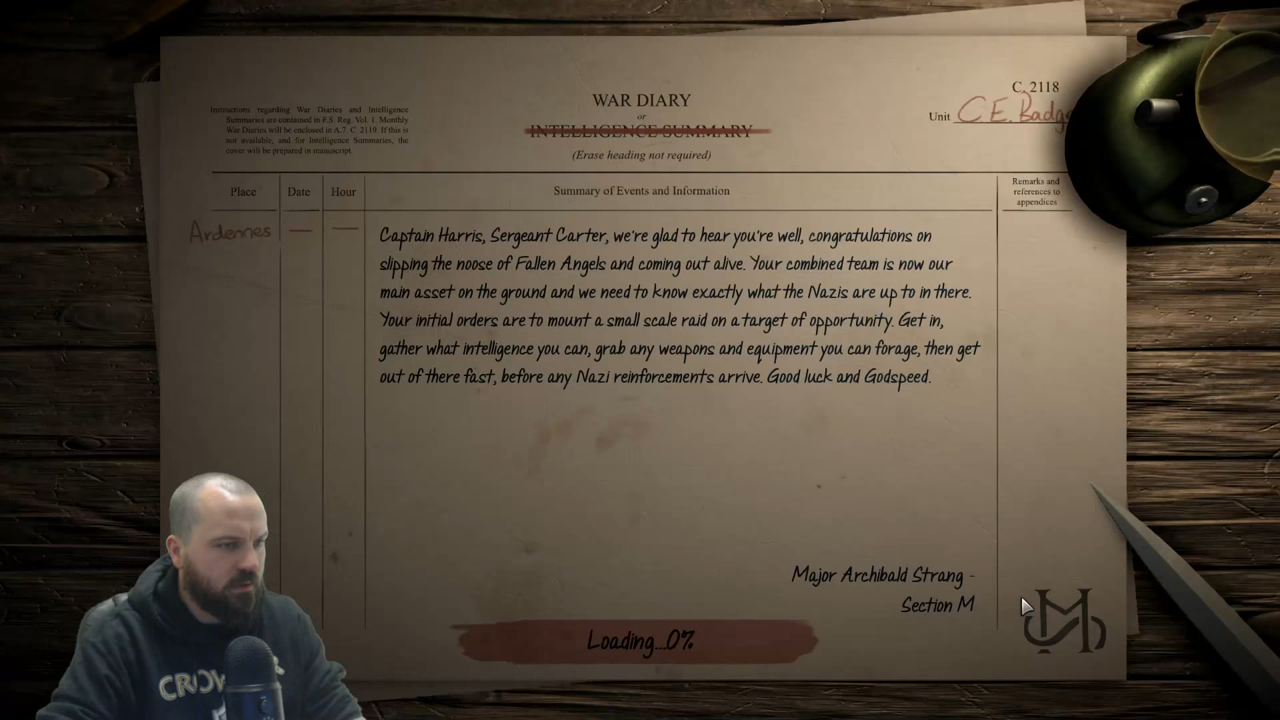 C. 2118
WAR DIARY
or
INTELLIGENCE SUMMARY
(Erase heading not required)
Unit C.E. Badg
Instructions regarding War Diaries and Intelligence
Summaries are contained in F.S. Reg. Vol. 1. Monthly
War Diaries will be enclosed in A.7. C. 2119. If this is
not available, and for Intelligence Summaries, the
cover will be prepared in manuscript.
Place Date Hour Summary of Events and Information
Remarks and
references to
appendices
Ardennes
Captain Harris, Sergeant Carter, we're glad to hear you're well, congratulations on
slipping the noose of Fallen Angels and coming out alive. Your combined team is now our
main asset on the ground and we need to know exactly what the Nazis are up to in there.
Your initial orders are to mount a small scale raid on a target of opportunity. Get in,
gather what intelligence you can, grab any weapons and equipment you can forage, then get
out of there fast, before any Nazi reinforcements arrive. Good luck and Godspeed.
Major Archibald Strang -
Section M
Loading...0%